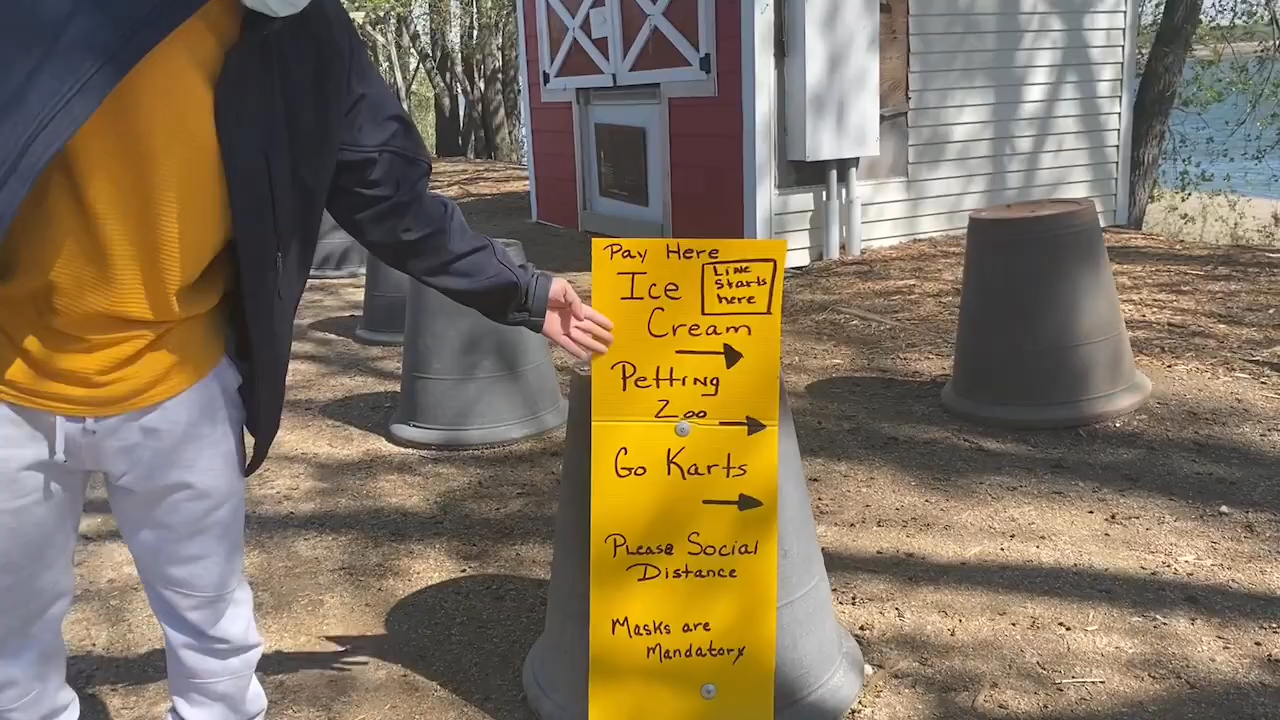 Pay Here
Ice
Line
Starts
here
Cream
Petting
Zoo
Go Karts
Please Social
Distance
Masks are
Mandatory